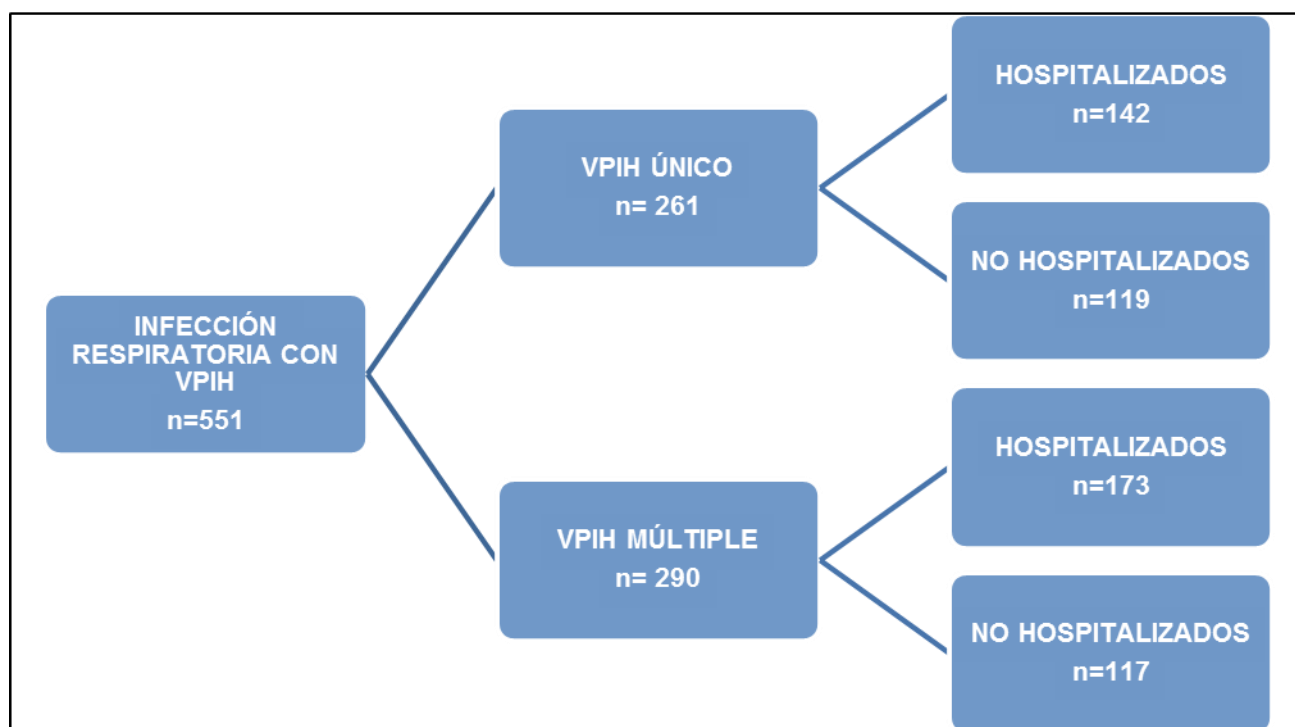 INFECCIÓN
RESPIRATORIA CON
VPIH
n=551
VPIH ÚNICO
n= 261
VPIH MÚLTIPLE
n= 290
HOSPITALIZADOS
n=142
NO HOSPITALIZADOS
n=119
HOSPITALIZADOS
n=173
NO HOSPITALIZADOS
n=117